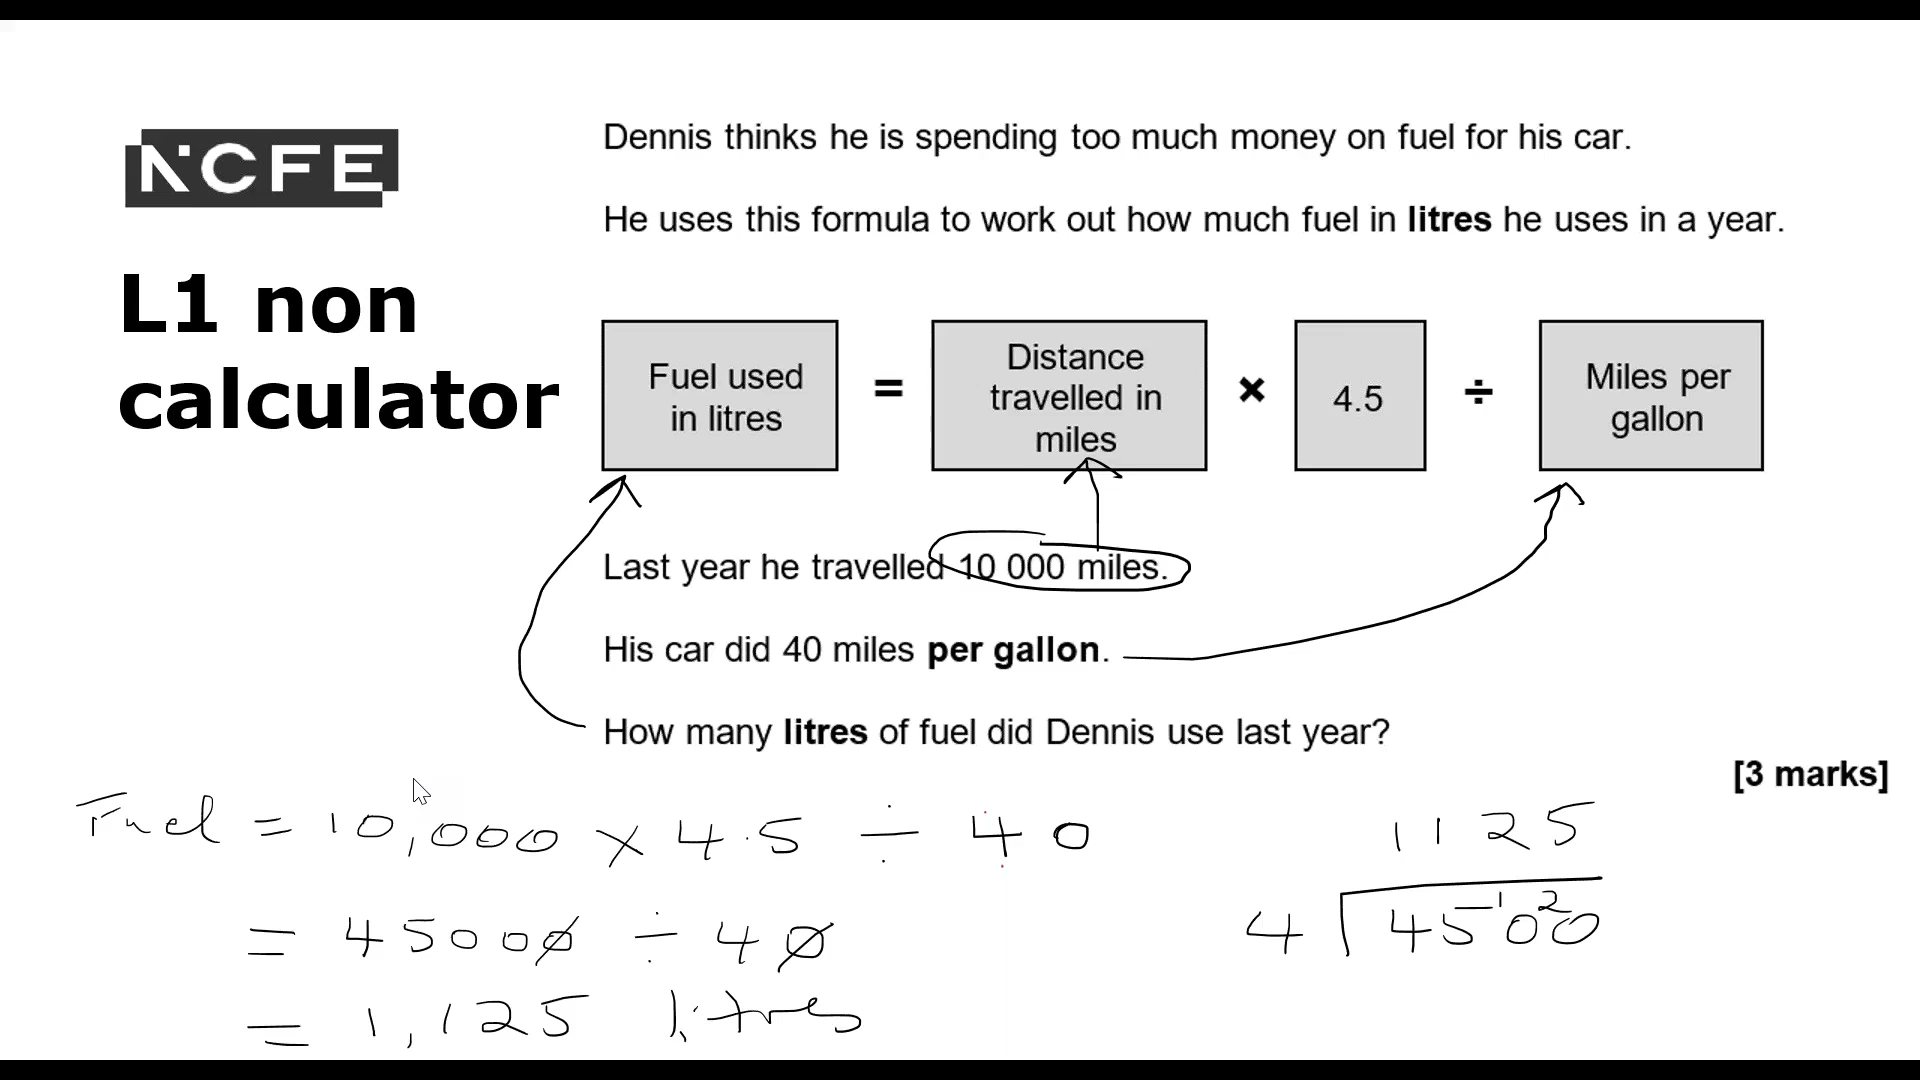 NCFE
L1 non
calculator
Dennis thinks he is spending too much money on fuel for his car.
He uses this formula to work out how much fuel in litres he uses in a year.
Fuel used
in litres
=
Distance
travelled in
miles
×
4.5
÷
Miles per
gallon
Last year he travelled 10 000 miles.
His car did 40 miles per gallon.
How many litres of fuel did Dennis use last year?
[3 marks]
Fuel = 10,000 × 4.5 ÷ 40
= 45000 ÷ 40
= 1,125 litres
1125
4 45¹0²0